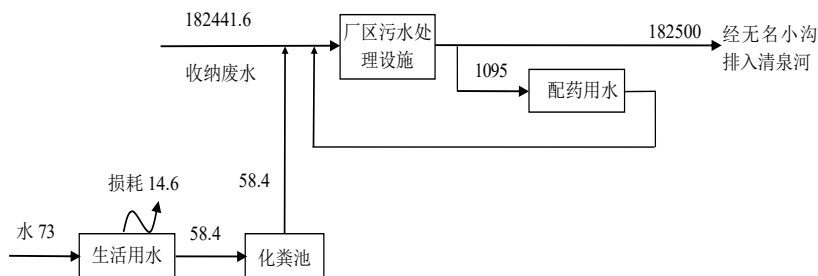 182441.6
收纳废水
厂区污水处
理设施
182500
经无名小沟
排入清泉河
1095
配药用水
损耗 14.6
58.4
水 73
生活用水
58.4
化粪池